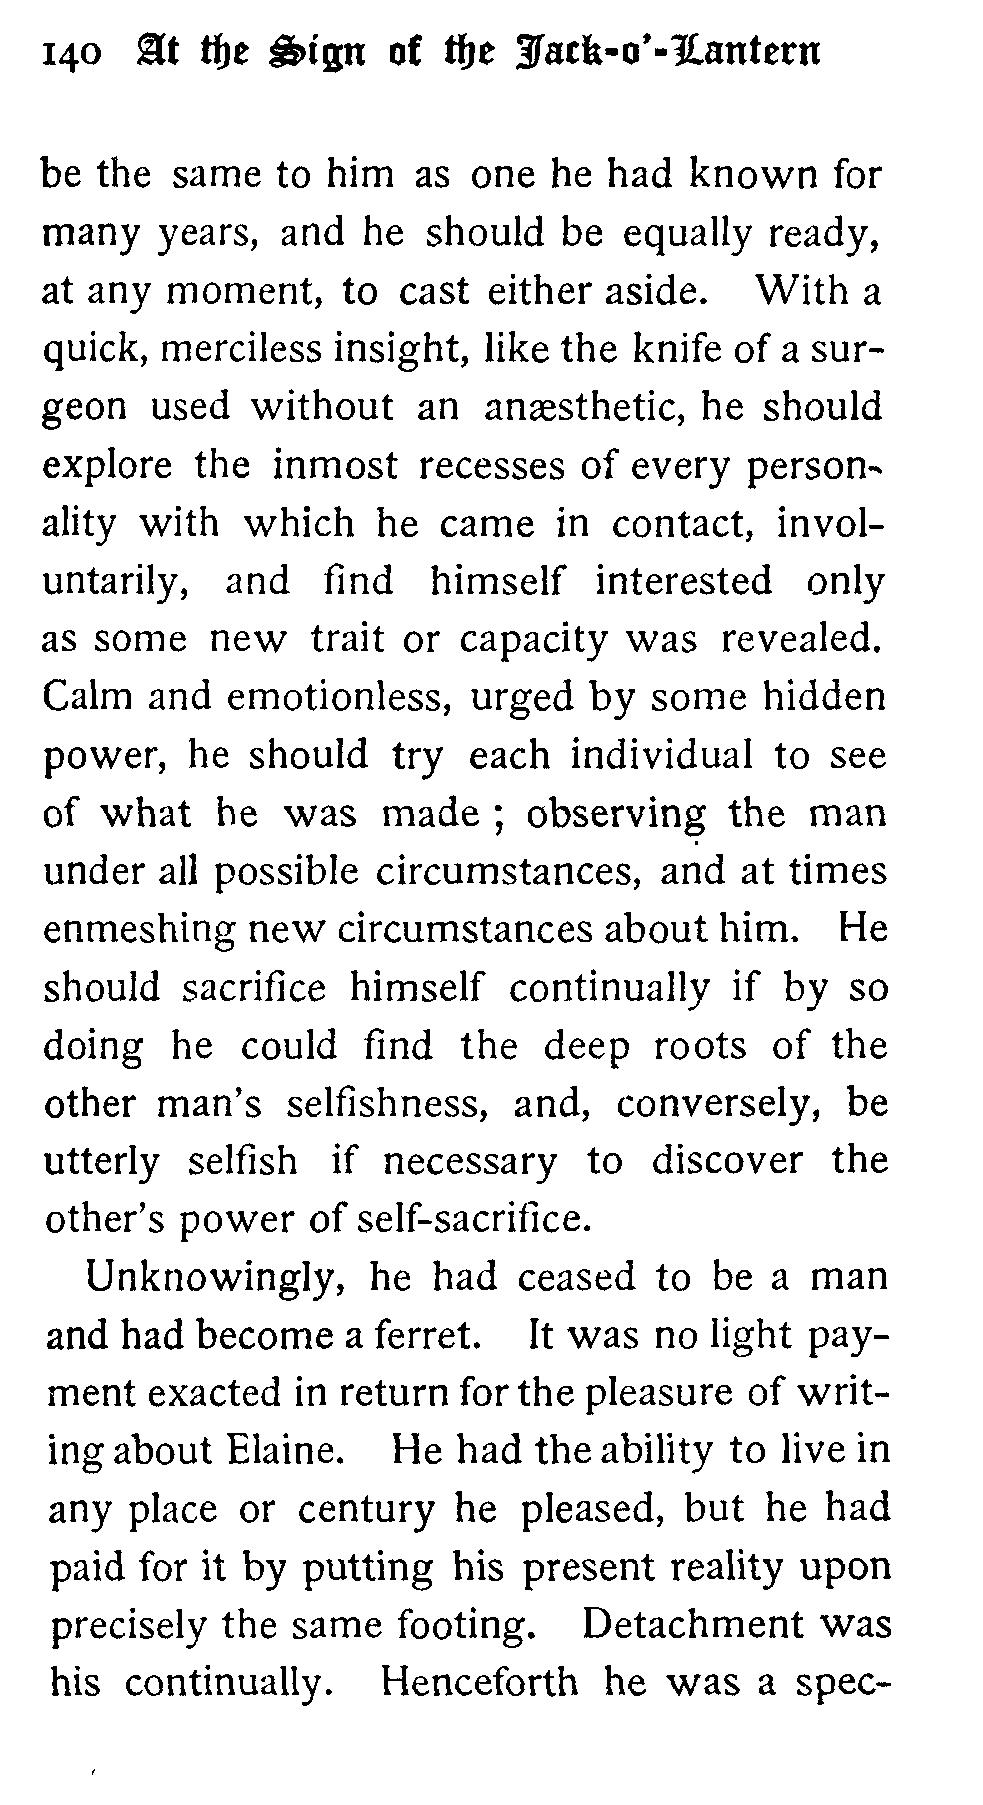 140 At the Sign of the Jack-o'-Lantern
be the same to him as one he had known for
many years, and he should be equally ready,
at any moment, to cast either aside. With a
quick, merciless insight, like the knife of a sur-
geon used without an anæsthetic, he should
explore the inmost recesses of every person-
ality with which he came in contact, invol-
untarily, and find himself interested only
as some new trait or capacity was revealed.
Calm and emotionless, urged by some hidden
power, he should try each individual to see
of what he was made ; observing the man
under all possible circumstances, and at times
enmeshing new circumstances about him. He
should sacrifice himself continually if by so
doing he could find the deep roots of the
other man's selfishness, and, conversely, be
utterly selfish if necessary to discover the
other's power of self-sacrifice.
Unknowingly, he had ceased to be a man
and had become a ferret. It was no light pay-
ment exacted in return for the pleasure of writ-
ing about Elaine. He had the ability to live in
any place or century he pleased, but he had
paid for it by putting his present reality upon
precisely the same footing. Detachment was
his continually. Henceforth he was a spec-